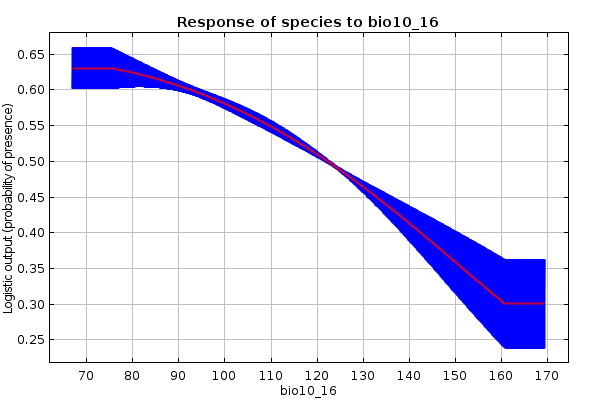 Response of species to bio10_16
Logistic output (probability of presence)
0.65
0.60
0.55
0.50
0.45
0.40
0.35
0.30
0.25
70 80 90 100 110 120 130 140 150 160 170
bio10_16